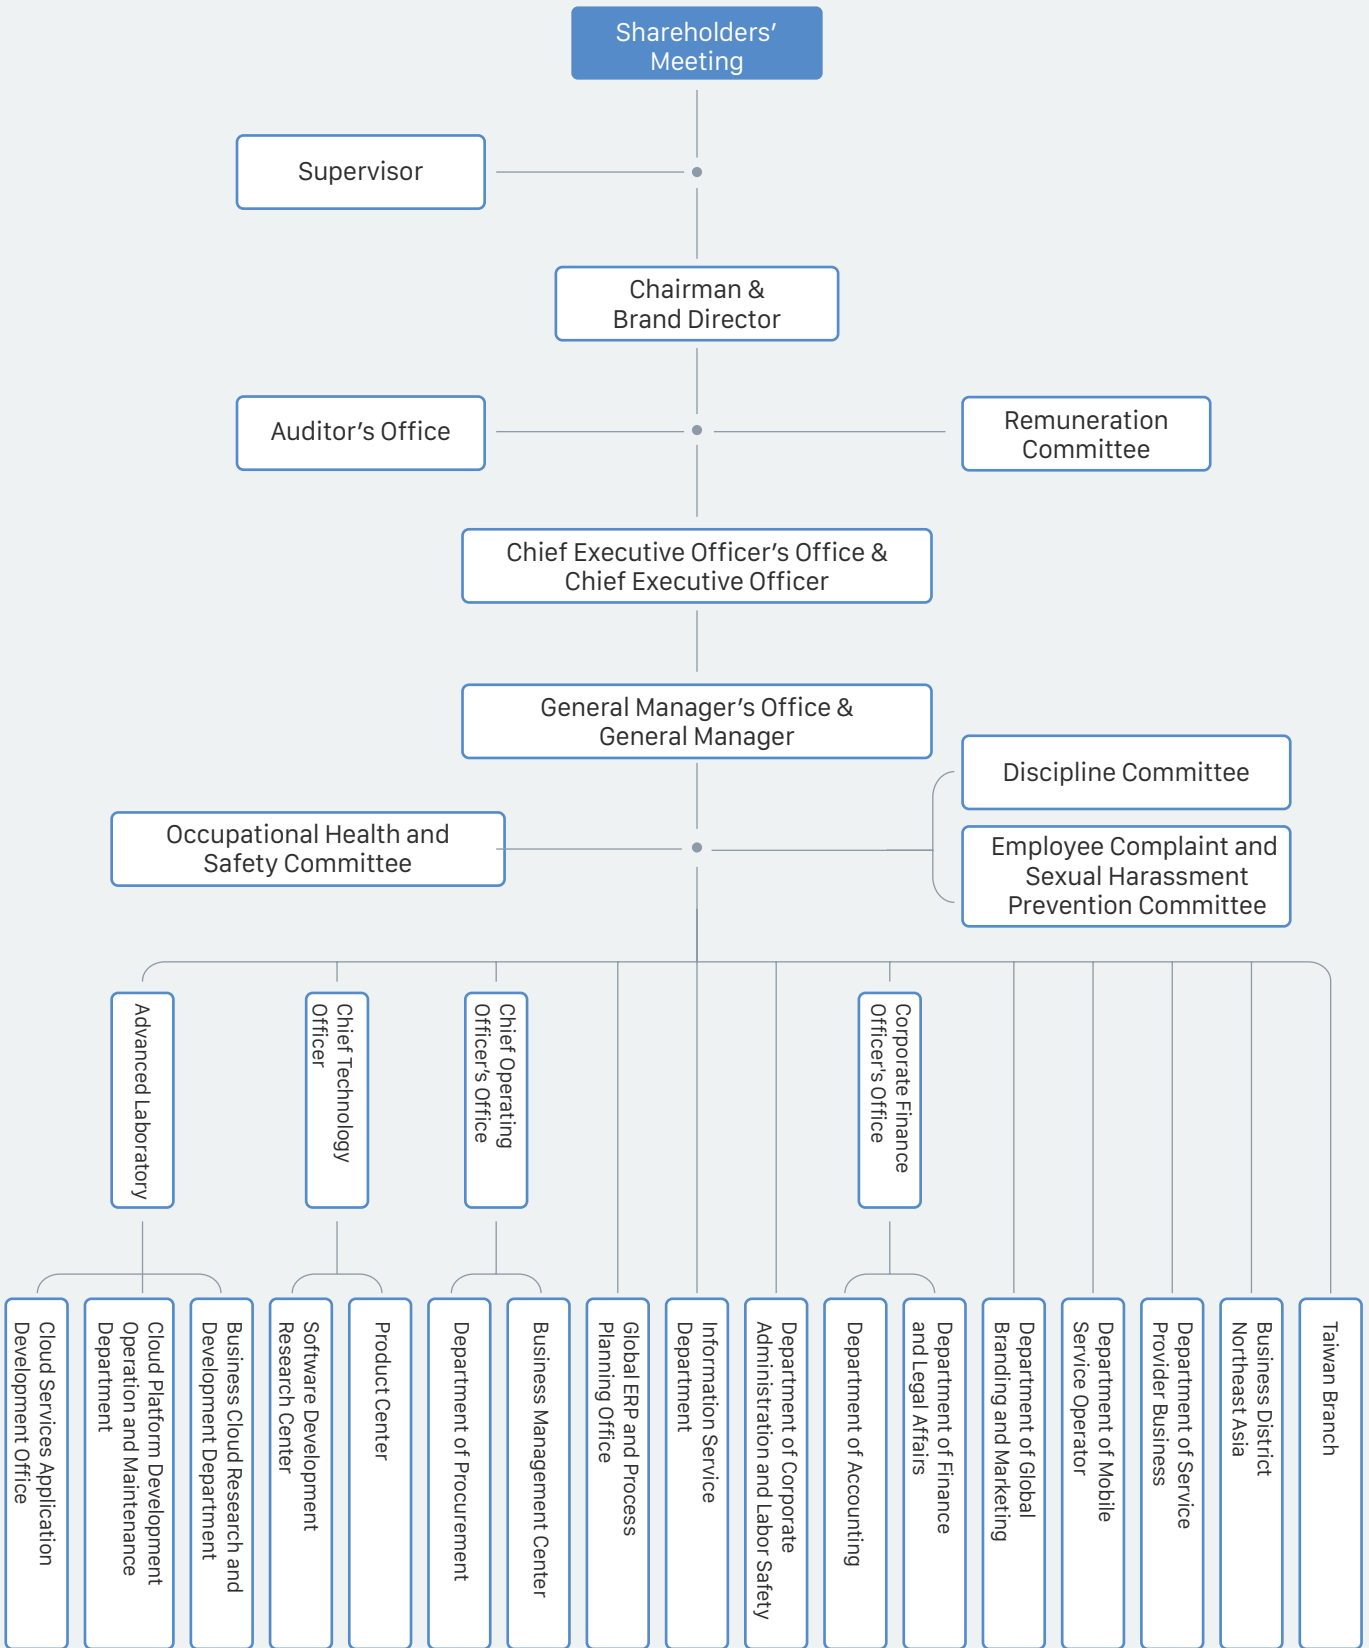 Shareholders’
Meeting
Supervisor
Chairman &
Brand Director
Auditor’s Office
Remuneration
Committee
Chief Executive Officer’s Office &
Chief Executive Officer
General Manager’s Office &
General Manager
Discipline Committee
Occupational Health and
Safety Committee
Employee Complaint and
Sexual Harassment
Prevention Committee
Advanced Laboratory
Chief Technology
Officer
Chief Operating
Officer’s Office
Corporate Finance
Officer's Office
Cloud Services Application
Development Office
Cloud Platform Development
Operation and Maintenance
Department
Business Cloud Research and
Development Department
Software Development
Research Center
Product Center
Department of Procurement
Business Management Center
Global ERP and Process
Planning Office
Information Service
Department
Department of Corporate
Administration and Labor Safety
Department of Accounting
Department of Finance
and Legal Affairs
Department of Global
Branding and Marketing
Department of Mobile
Service Operator
Department of Service
Provider Business
Business District
Northeast Asia
Taiwan Branch